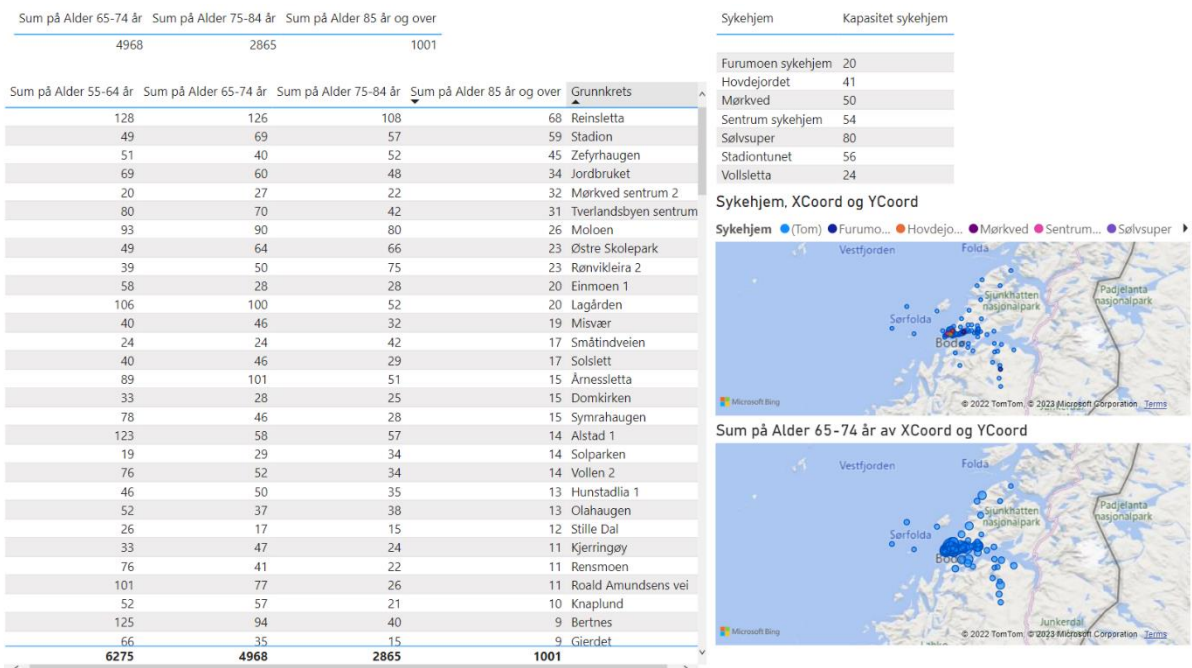 Sum på Alder 65-74 år Sum på Alder 75-84 år Sum på Alder 85 år og over
4968 2865 1001
Sum på Alder 55-64 år Sum på Alder 65-74 år Sum på Alder 75-84 år Sum på Alder 85 år og over Grunnkrets
128 126 108 68 Reinsletta
49 69 57 59 Stadion
51 40 52 45 Zefyrhaugen
69 60 48 34 Jordbruket
20 27 22 32 Mørkved sentrum 2
80 70 42 31 Tverlandsbyen sentrum
93 90 80 26 Moloen
49 64 66 23 Østre Skolepark
39 50 75 23 Rønvikleira 2
58 28 28 20 Einmoen 1
106 100 52 20 Lagården
40 46 32 19 Misvær
24 24 42 17 Småtindveien
40 46 29 17 Solslett
89 101 51 15 Årnessletta
33 28 25 15 Domkirken
78 46 28 15 Symrahaugen
123 58 57 14 Alstad 1
19 29 34 14 Solparken
76 52 34 14 Vollen 2
46 50 35 13 Hunstadlia 1
52 37 38 13 Olahaugen
26 17 15 12 Stille Dal
33 47 24 11 Kjerringøy
76 41 22 11 Rensmoen
101 77 26 11 Roald Amundsens vei
52 57 21 10 Knaplund
125 94 40 9 Bertnes
66 35 15 9 Gjerdet
6275 4968 2865 1001
Sykehjem Kapasitet sykehjem
Furumoen sykehjem 20
Hovdejordet 41
Mørkved 50
Sentrum sykehjem 54
Sølvsuper 80
Stadiontunet 56
Vollsletta 24
Sykehjem, XCoord og YCoord
Sykehjem (Tom) Furumo... Hovdejo... Mørkved Sentrum... Sølvsuper
Vestfjorden Folda
Sjunkhatten
nasjonalpark
Padjelanta
nasjonalpark
Sørfolda
Bodø
Microsoft Bing
© 2022 TomTom, © 2023 Microsoft Corporation Terms
Sum på Alder 65-74 år av XCoord og YCoord
Vestfjorden Folda
Sjunkhatten
nasjonalpark
Padjelanta
nasjonalpark
Sørfolda
Bodø
Junkerdal
Microsoft Bing
© 2022 TomTom, © 2023 Microsoft Corporation Terms